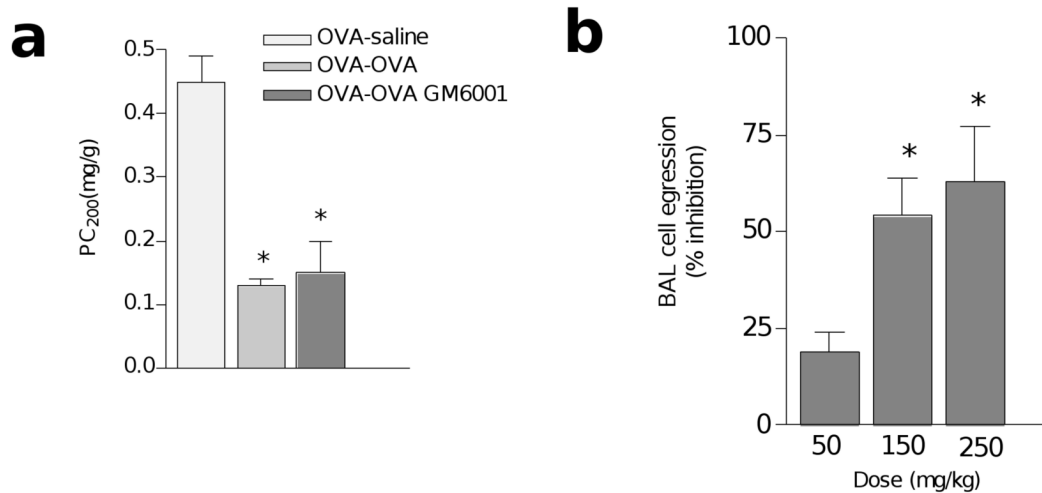 a
0.5
0.4
0.3
0.2
0.1
0.0
PC200(mg/g)
OVA-saline
OVA-OVA
OVA-OVA GM6001
*
*
b
100
75
50
25
0
BAL cell egression
(% inhibition)
*
*
50 150 250
Dose (mg/kg)